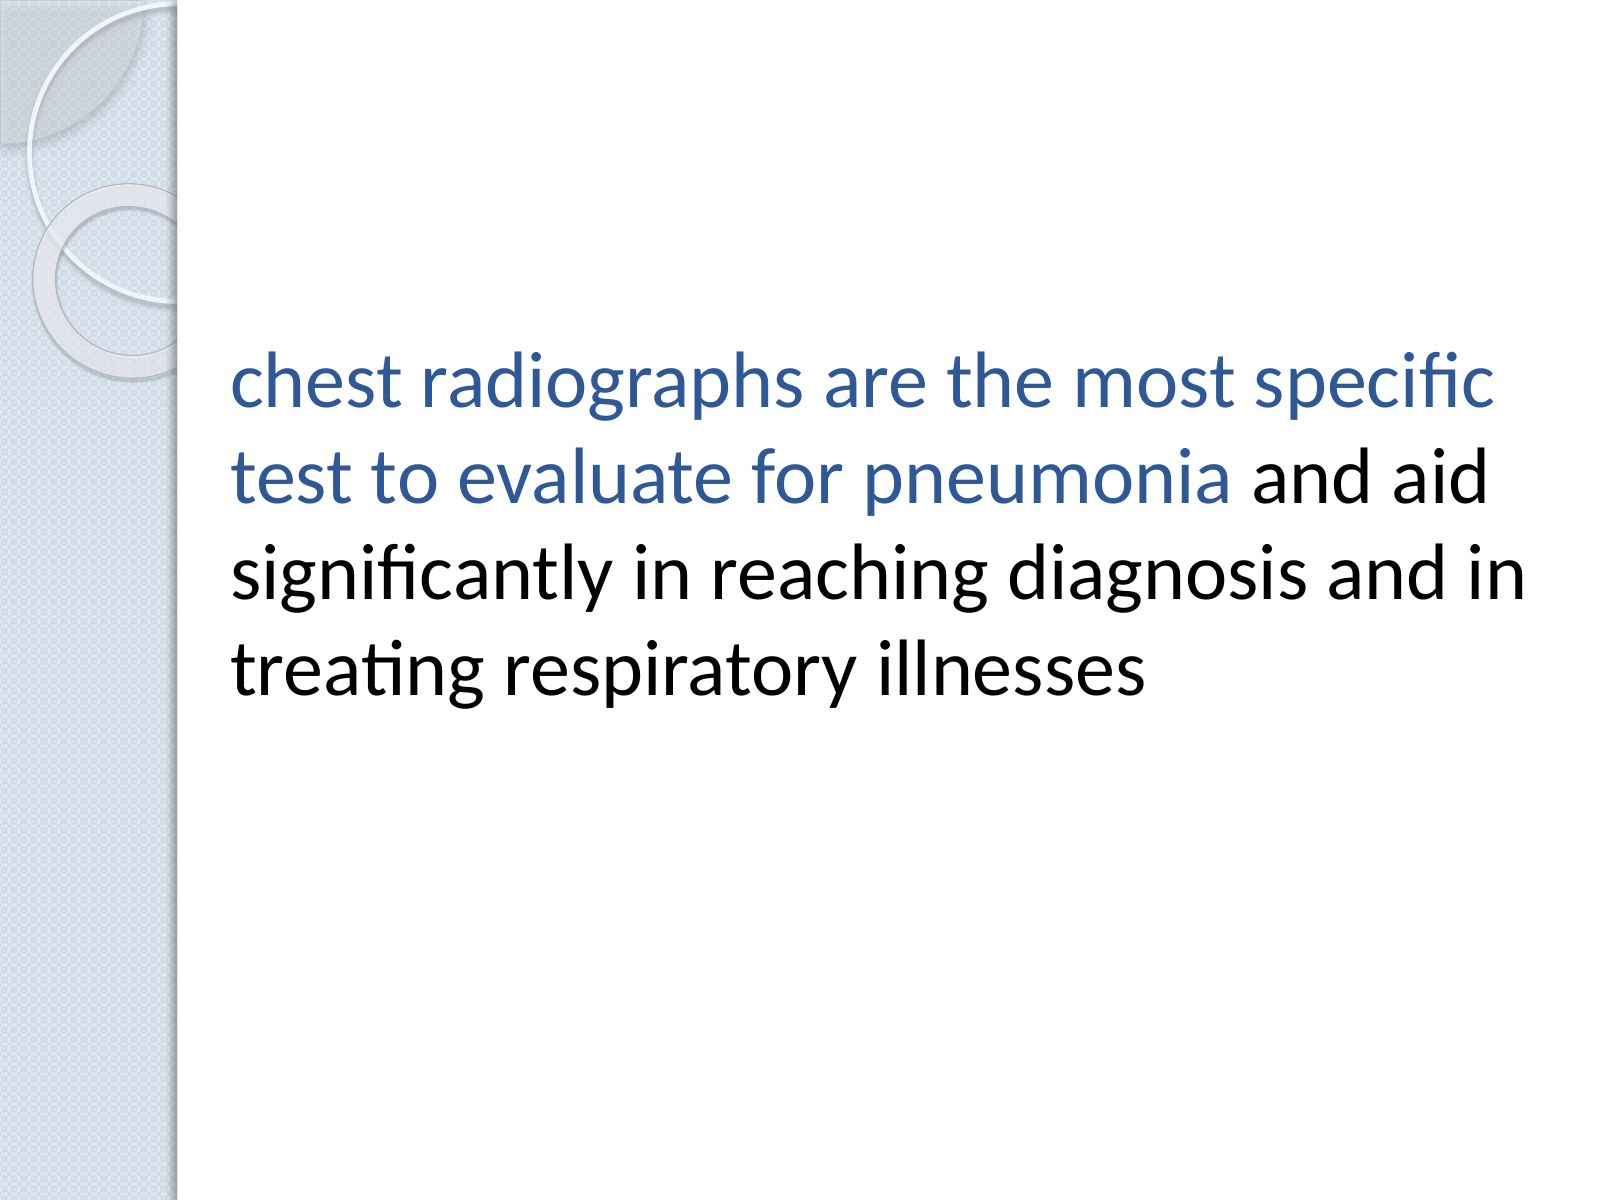 chest radiographs are the most specific
test to evaluate for pneumonia and aid
significantly in reaching diagnosis and in
treating respiratory illnesses